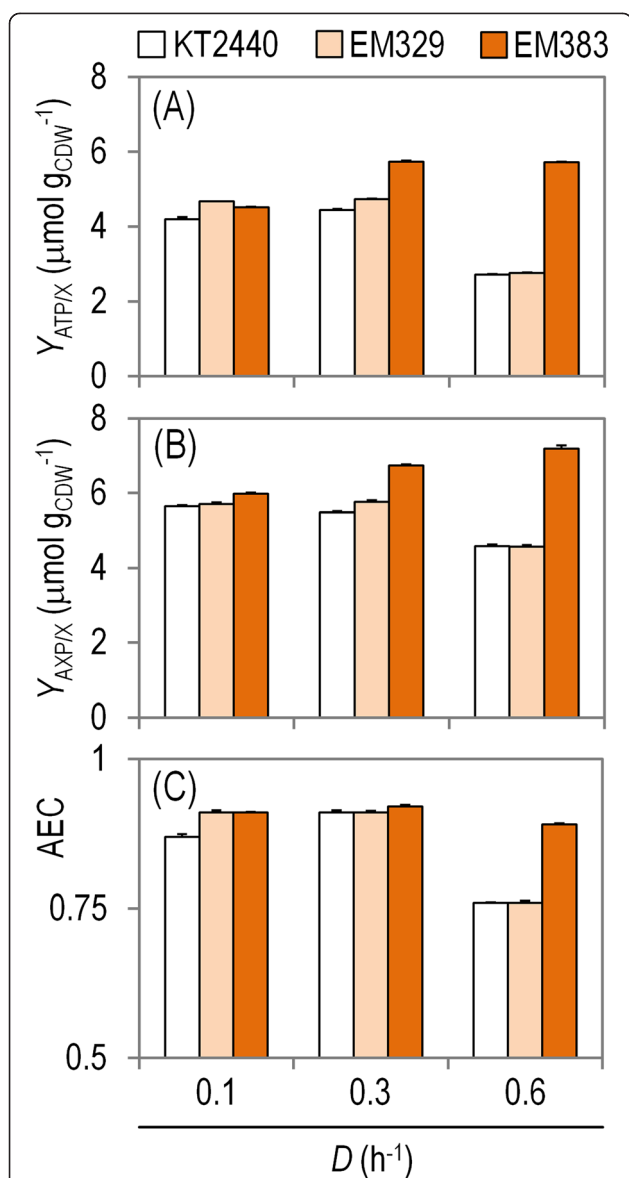 KT2440 EM329 EM383
(A)
Y_ATP/X (µmol g_CDW⁻¹)
8
6
4
2
0
(B)
Y_AXP/X (µmol g_CDW⁻¹)
8
6
4
2
0
(C)
AEC
1
0.75
0.5
0.1 0.3 0.6
D (h⁻¹)